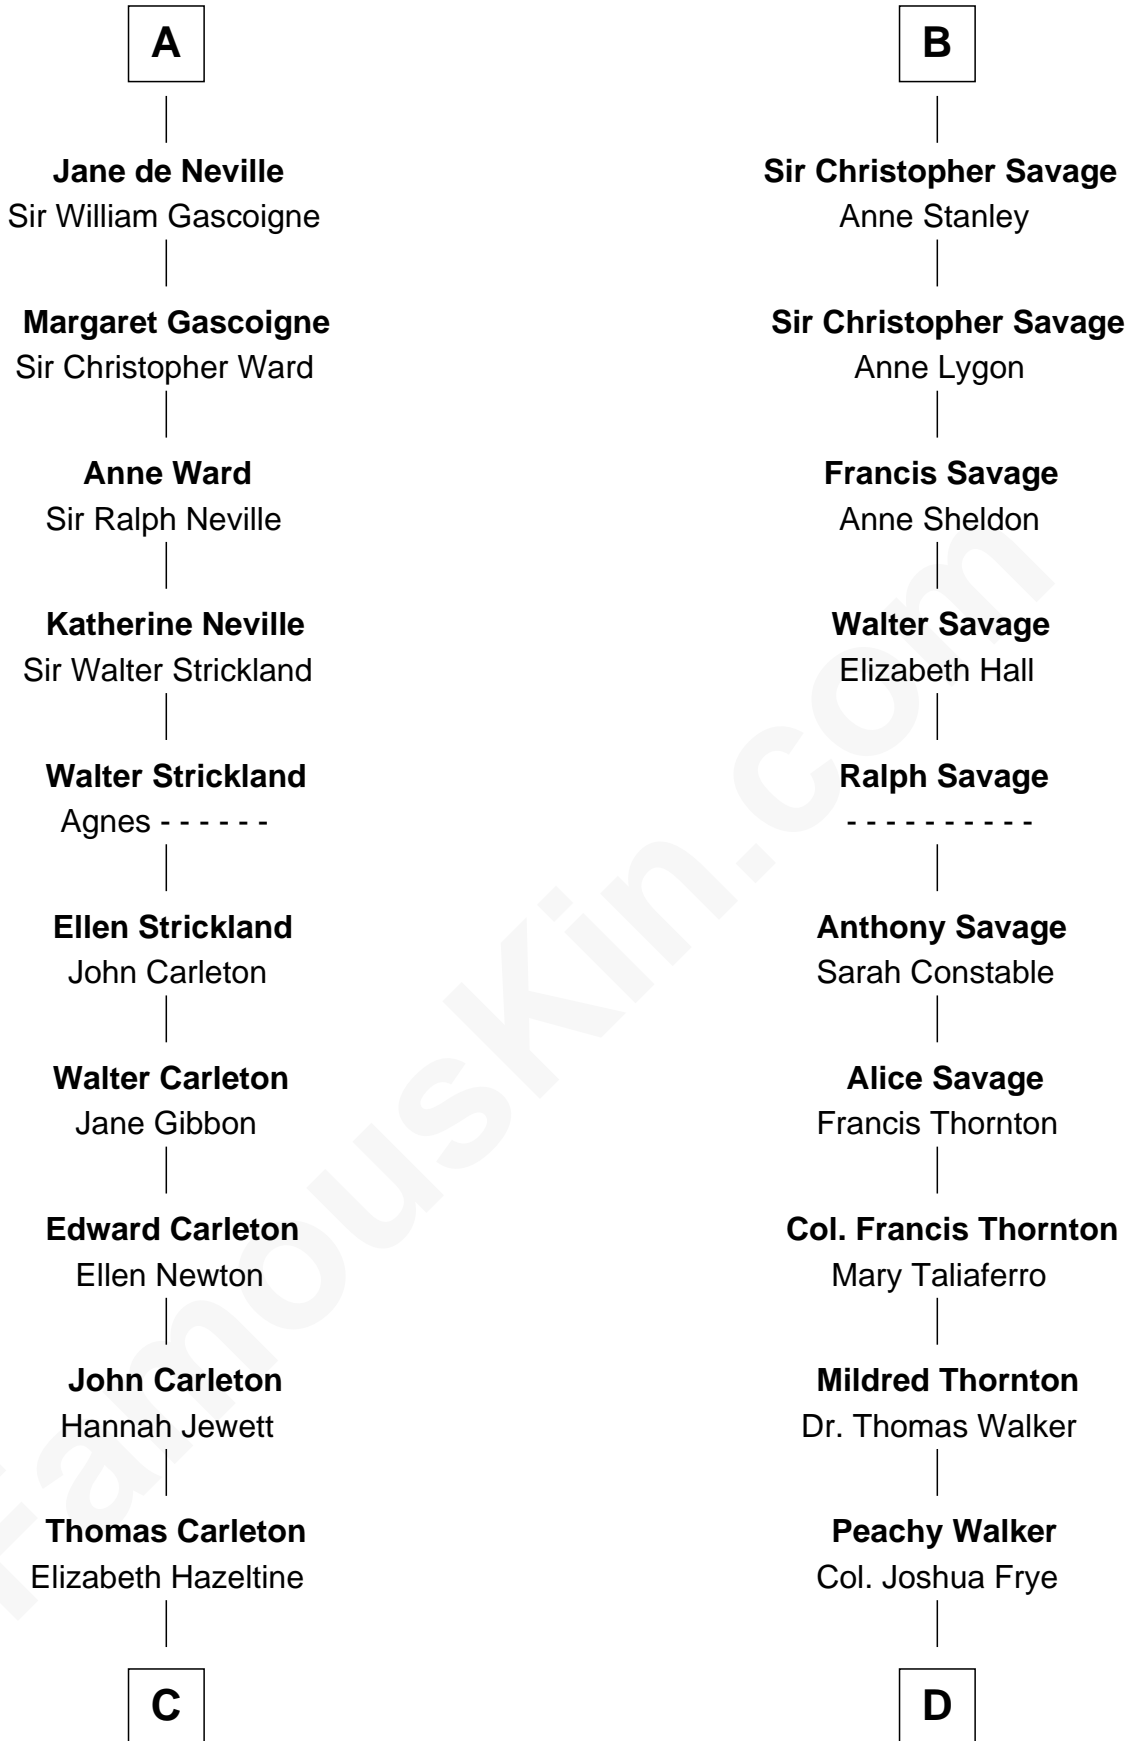 A
Jane de Neville
Sir William Gascoigne
Margaret Gascoigne
Sir Christopher Ward
Anne Ward
Sir Ralph Neville
Katherine Neville
Sir Walter Strickland
Walter Strickland
Agnes - - - - - -
Ellen Strickland
John Carleton
Walter Carleton
Jane Gibbon
Edward Carleton
Ellen Newton
John Carleton
Hannah Jewett
Thomas Carleton
Elizabeth Hazeltine
C
B
Sir Christopher Savage
Anne Stanley
Sir Christopher Savage
Anne Lygon
Francis Savage
Anne Sheldon
Walter Savage
Elizabeth Hall
Ralph Savage
- - - - - - - - - -
Anthony Savage
Sarah Constable
Alice Savage
Francis Thornton
Col. Francis Thornton
Mary Taliaferro
Mildred Thornton
Dr. Thomas Walker
Peachy Walker
Col. Joshua Frye
D
FamousKin.com